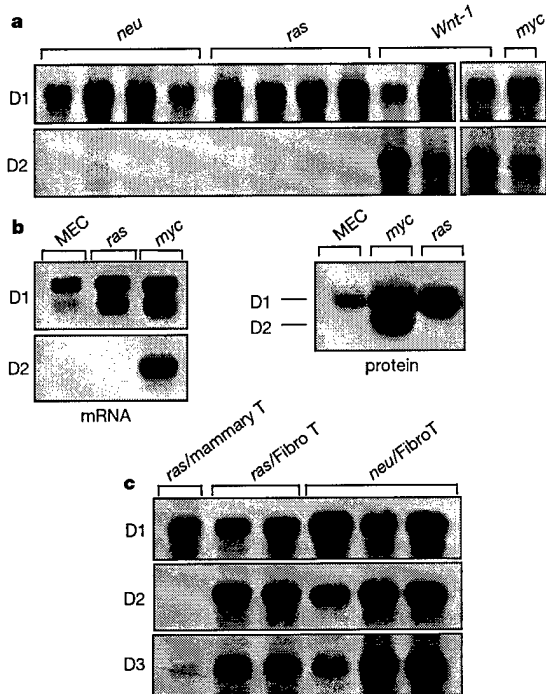 a
neu ras Wnt-1 myc
D1
D2
b
MEC ras myc
D1
D2
mRNA
MEC myc ras
D1
D2
protein
c
ras/mammary T ras/Fibro T neu/FibroT
D1
D2
D3